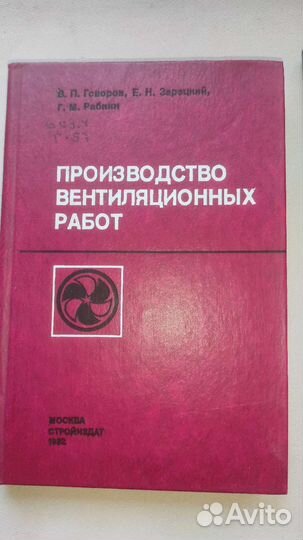 В. П. Говоров, Е. Н. Зарецкий,
Г. М. Рабкин
ПРОИЗВОДСТВО
ВЕНТИЛЯЦИОННЫХ
РАБОТ
МОСКВА
СТРОЙИЗДАТ
1982
Avito